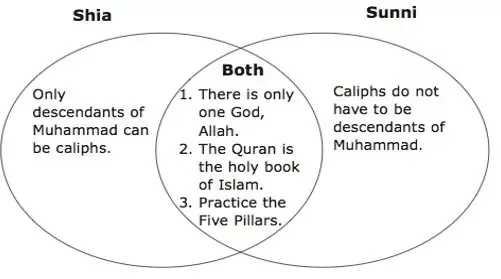 Shia
Sunni
Both
Only
descendants of
Muhammad can
be caliphs.
1. There is only
one God,
Allah.
2. The Quran is
the holy book
of Islam.
3. Practice the
Five Pillars.
Caliphs do not
have to be
descendants of
Muhammad.